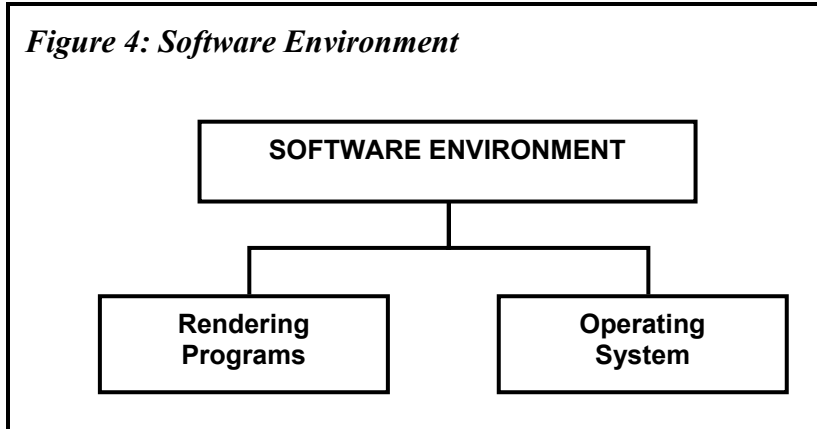 Figure 4: Software Environment
SOFTWARE ENVIRONMENT
Rendering
Programs
Operating
System